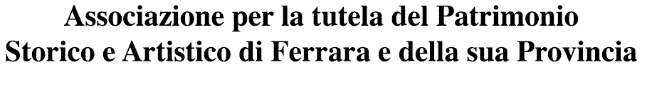 Associazione per la tutela del Patrimonio
Storico e Artistico di Ferrara e della sua Provincia